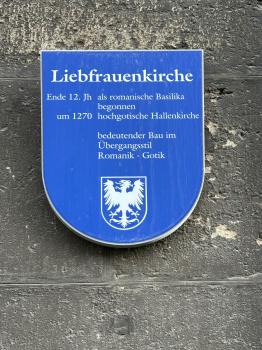 Liebfrauenkirche
Ende 12. Jh als romanische Basilika
begonnen
um 1270 hochgotische Hallenkirche
bedeutender Bau im
Übergangsstil
Romanik - Gotik